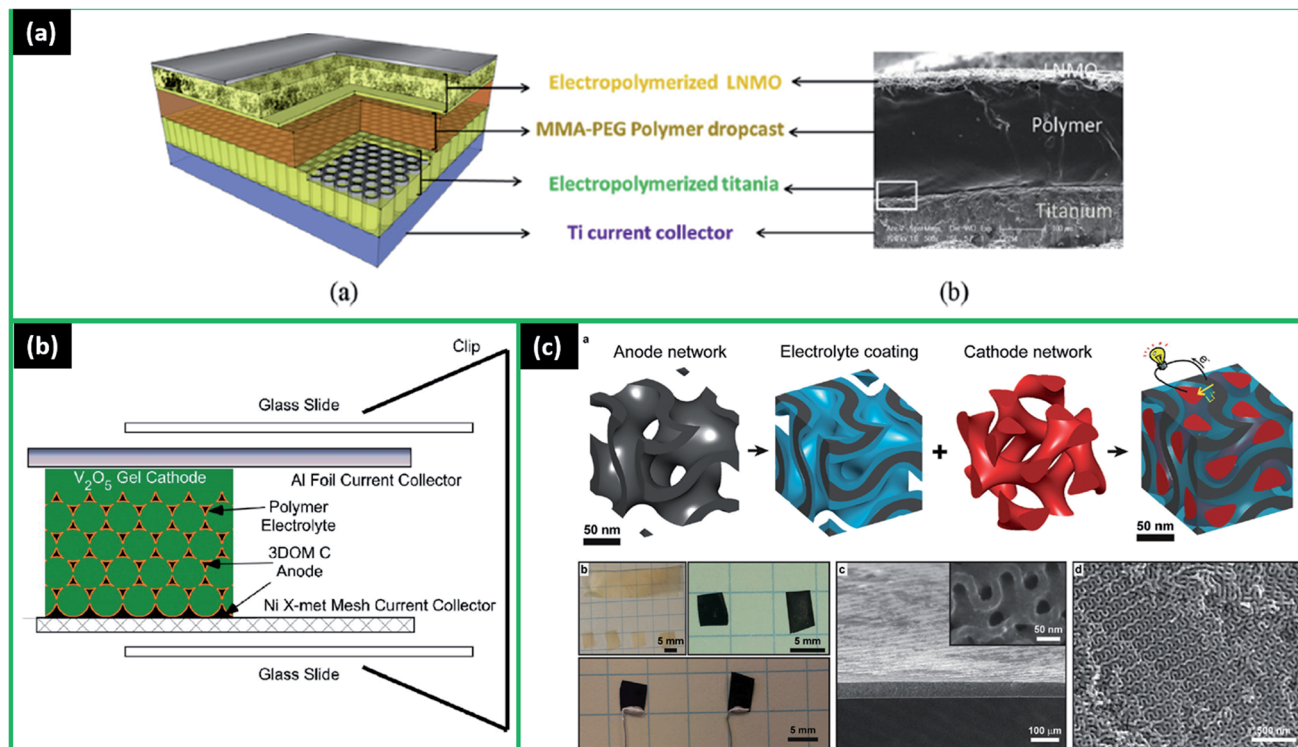 (a)
Electropolymerized LNMO
MMA-PEG Polymer dropcast
Electropolymerized titania
Ti current collector
LNMO
Polymer
Titanium
(a)
(b)
(b)
Clip
Glass Slide
V2O5 Gel Cathode
Al Foil Current Collector
Polymer
Electrolyte
3DOM C
Anode
Ni X-met Mesh Current Collector
Glass Slide
(c)
a
Anode network
Electrolyte coating
Cathode network
e-
50 nm
50 nm
b
5 mm
5 mm
5 mm
c
50 nm
100 μm
d
500 nm